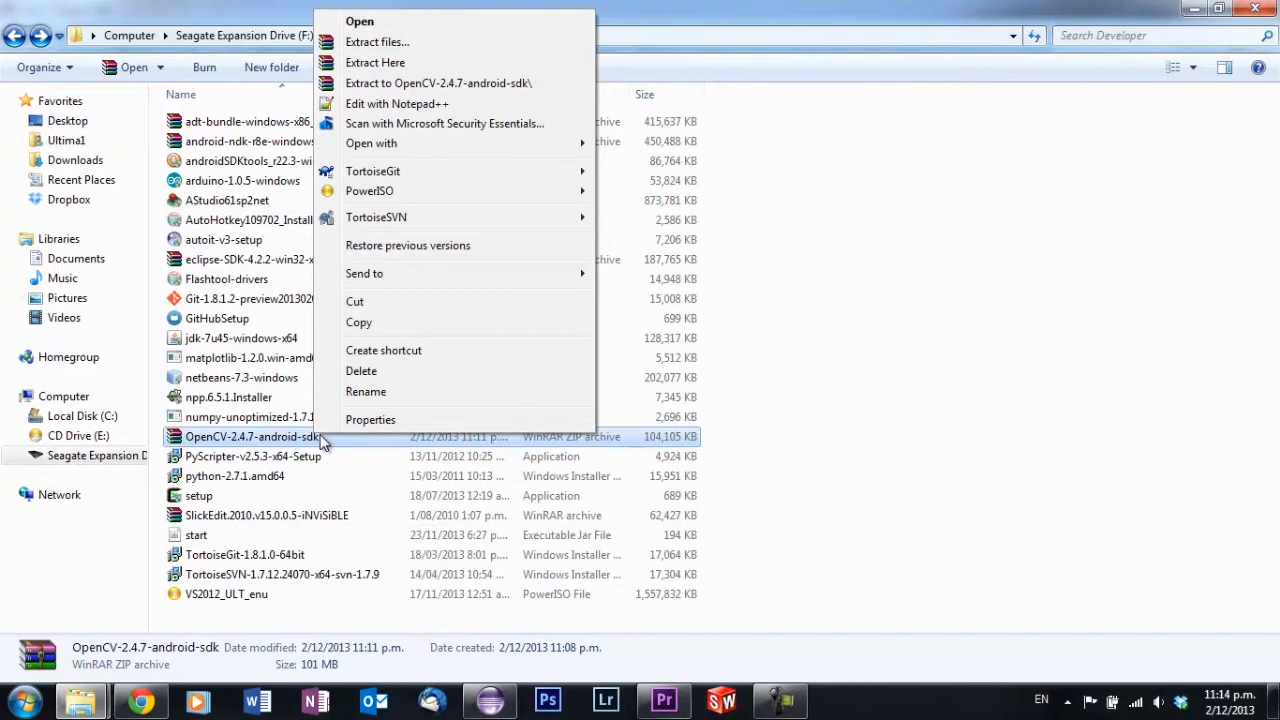 Computer
Seagate Expansion Drive (F:)
Search Developer
Organize
Open
Burn
New folder
Open
Extract files...
Extract Here
Extract to OpenCV-2.4.7-android-sdk\
Edit with Notepad++
Scan with Microsoft Security Essentials...
Open with
TortoiseGit
PowerISO
TortoiseSVN
Restore previous versions
Send to
Cut
Copy
Create shortcut
Delete
Rename
Properties
Favorites
Desktop
Ultima1
Downloads
Recent Places
Dropbox
Libraries
Documents
Music
Pictures
Videos
Homegroup
Computer
Local Disk (C:)
CD Drive (E:)
Seagate Expansion D
Network
Name Size
adt-bundle-windows-x86_ chive 415,637 KB
android-ndk-r8e-windows chive 450,488 KB
androidSDKtools_r22.3-win 86,764 KB
arduino-1.0.5-windows 53,824 KB
AStudio61sp2net 873,781 KB
AutoHotkey109702_Install 2,586 KB
autoit-v3-setup 7,206 KB
eclipse-SDK-4.2.2-win32-x chive 187,765 KB
Flashtool-drivers 14,948 KB
Git-1.8.1.2-preview2013020 15,008 KB
GitHubSetup 699 KB
jdk-7u45-windows-x64 128,317 KB
matplotlib-1.2.0.win-amd 5,512 KB
netbeans-7.3-windows 202,077 KB
npp.6.5.1.Installer 7,345 KB
numpy-unoptimized-1.7.1 2,696 KB
OpenCV-2.4.7-android-sdk 2/12/2013 11:11 p.... WinRAR ZIP archive 104,105 KB
PyScripter-v2.5.3-x64-Setup 13/11/2012 10:25 ... Application 4,924 KB
python-2.7.1.amd64 15/03/2011 10:13 ... Windows Installer ... 15,951 KB
setup 18/07/2013 12:19 a... Application 689 KB
SlickEdit.2010.v15.0.0.5-iNViSiBLE 1/08/2010 1:07 p.m. WinRAR archive 62,427 KB
start 23/11/2013 6:27 p... Executable Jar File 194 KB
TortoiseGit-1.8.1.0-64bit 18/03/2013 8:01 p... Windows Installer ... 17,064 KB
TortoiseSVN-1.7.12.24070-x64-svn-1.7.9 14/04/2013 10:54 ... Windows Installer ... 17,304 KB
VS2012_ULT_enu 17/11/2013 12:51 a... PowerISO File 1,557,832 KB
OpenCV-2.4.7-android-sdk Date modified: 2/12/2013 11:11 p.m. Date created: 2/12/2013 11:08 p.m.
WinRAR ZIP archive Size: 101 MB
Ps
Lr
Pr
SW
EN
11:14 p.m.
2/12/2013